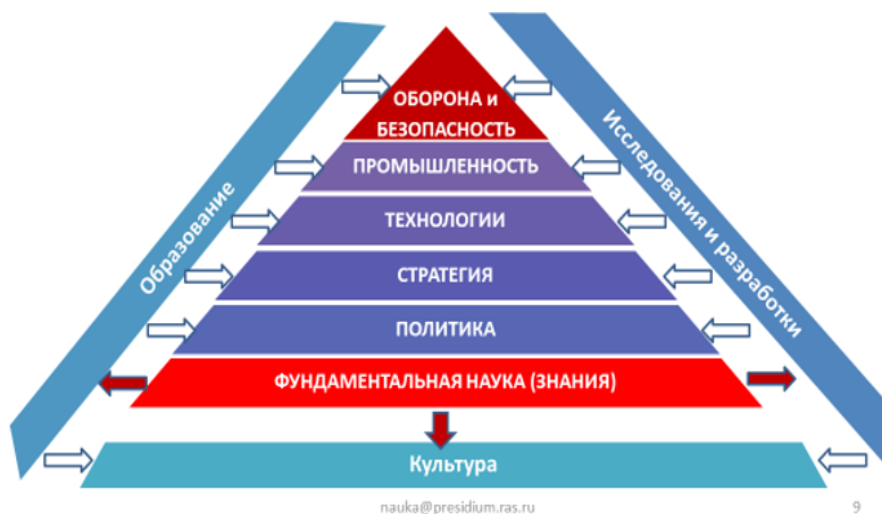 ОБОРОНА и
БЕЗОПАСНОСТЬ
ПРОМЫШЛЕННОСТЬ
ТЕХНОЛОГИИ
СТРАТЕГИЯ
ПОЛИТИКА
ФУНДАМЕНТАЛЬНАЯ НАУКА (ЗНАНИЯ)
Культура
Образование
Исследования и разработки
nauka@presidium.ras.ru
9